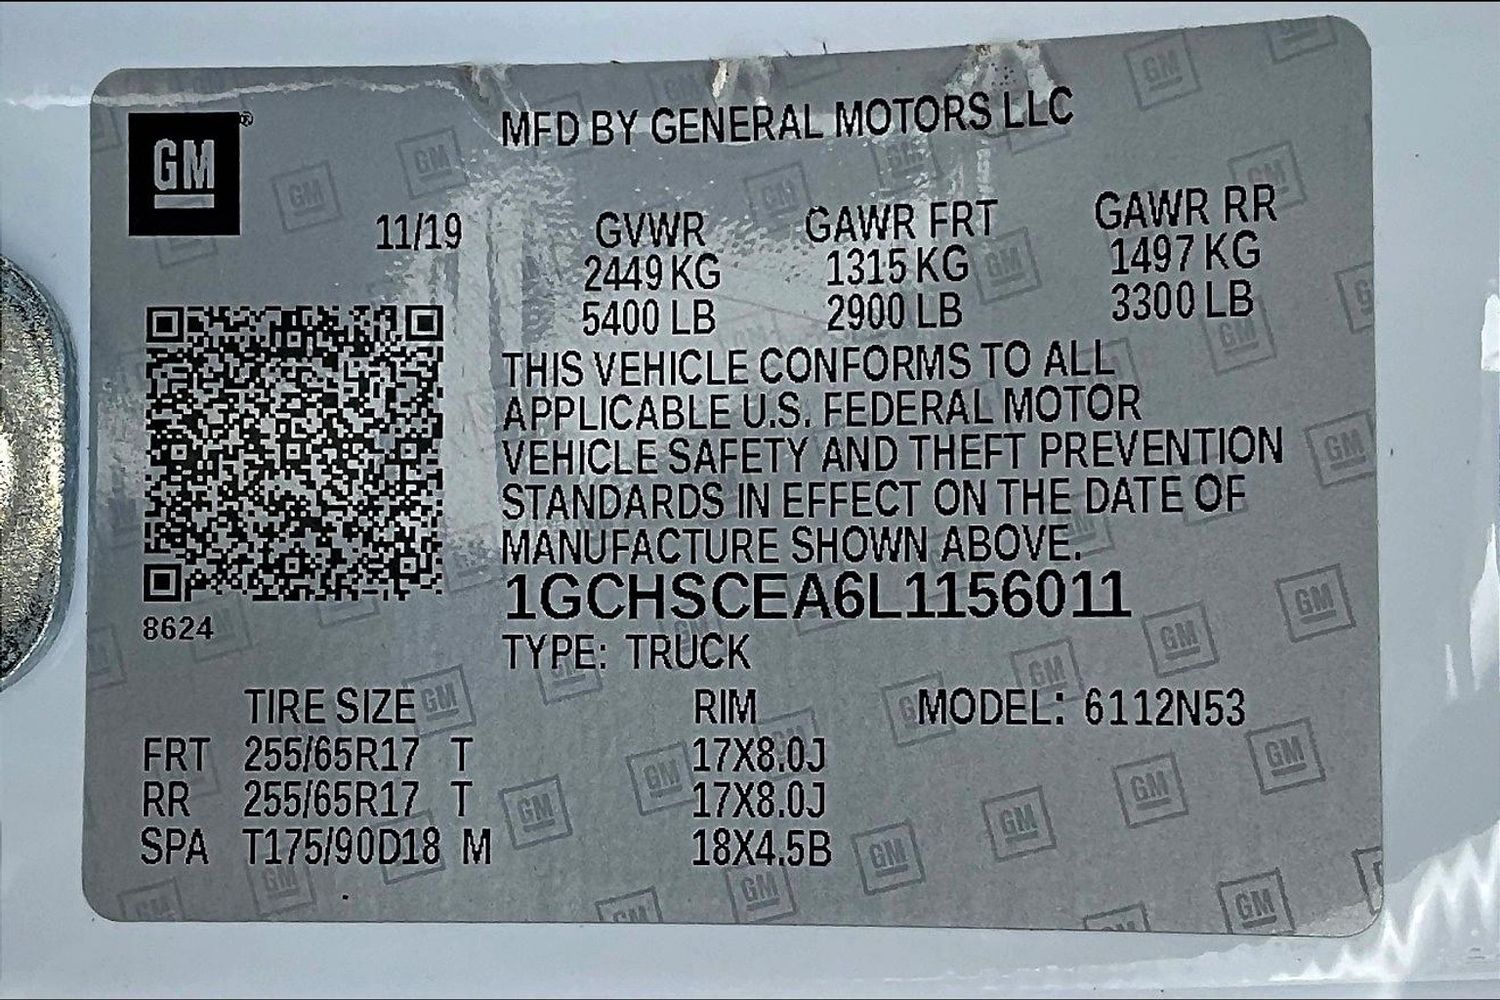 GM®
MFD BY GENERAL MOTORS LLC
11/19
GVWR
2449 KG
5400 LB
GAWR FRT
1315 KG
2900 LB
GAWR RR
1497 KG
3300 LB
THIS VEHICLE CONFORMS TO ALL
APPLICABLE U.S. FEDERAL MOTOR
VEHICLE SAFETY AND THEFT PREVENTION
STANDARDS IN EFFECT ON THE DATE OF
MANUFACTURE SHOWN ABOVE.
1GCHSCEA6L1156011
8624
TYPE: TRUCK
TIRE SIZE RIM MODEL: 6112N53
FRT 255/65R17 T 17X8.0J
RR 255/65R17 T 17X8.0J
SPA T175/90D18 M 18X4.5B